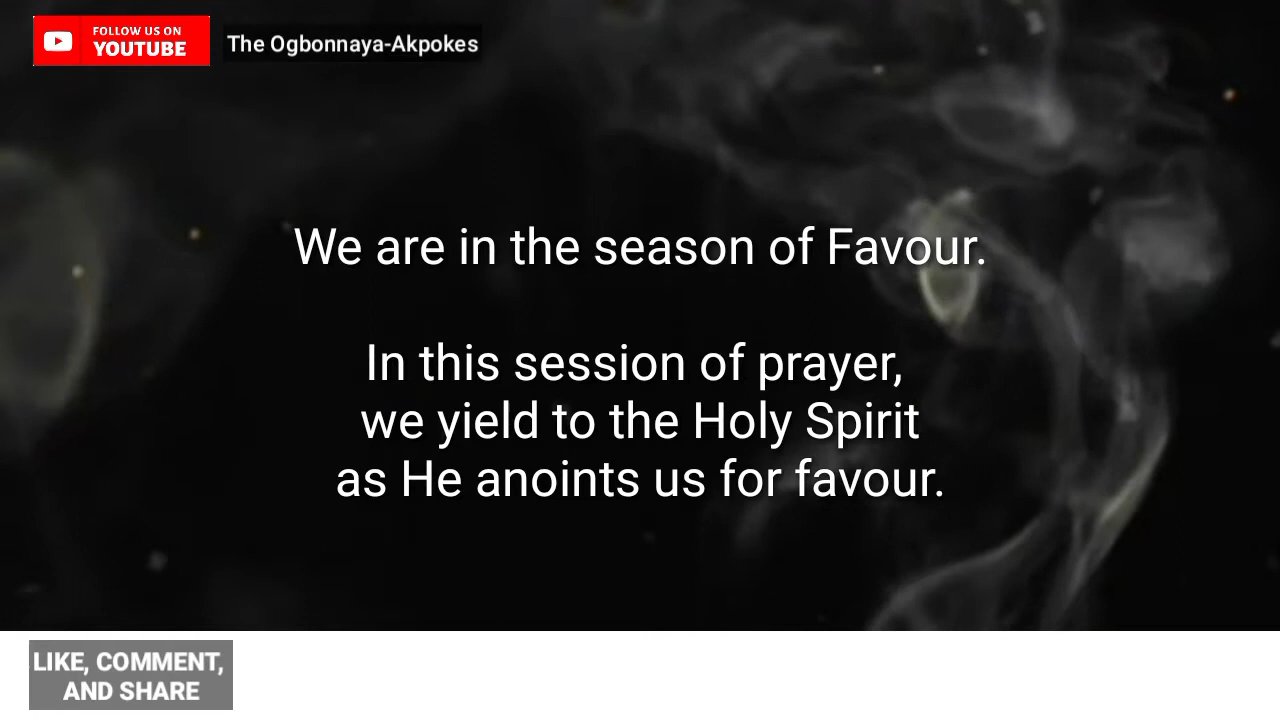 FOLLOW US ON
YOUTUBE
The Ogbonnaya-Akpokes
We are in the season of Favour.
In this session of prayer,
we yield to the Holy Spirit
as He anoints us for favour.
LIKE, COMMENT,
AND SHARE